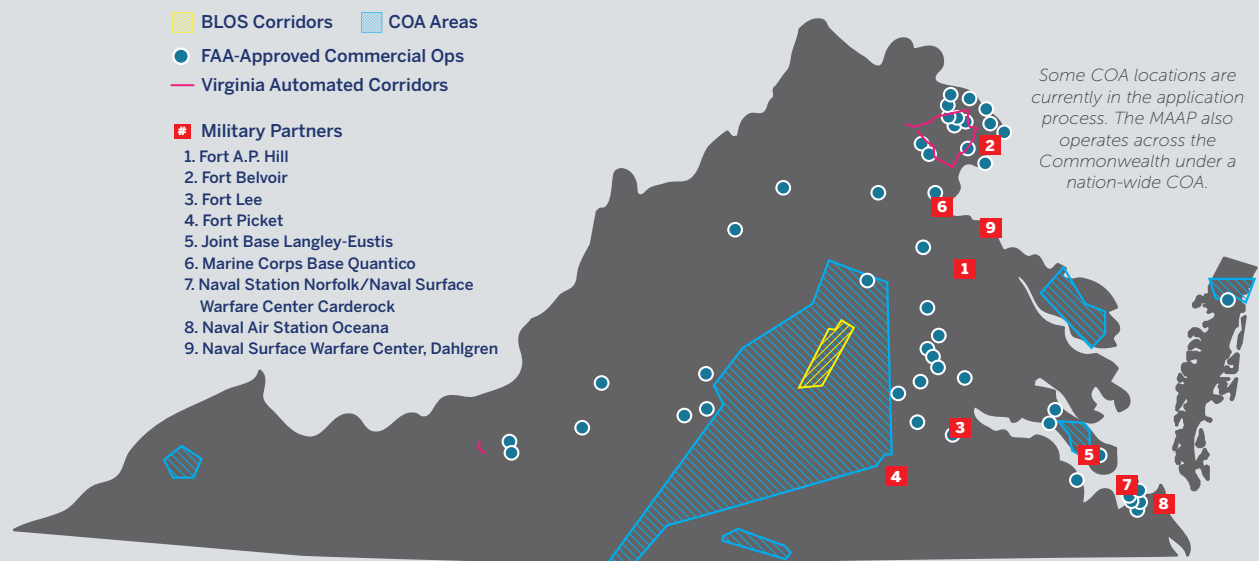 BLOS Corridors
COA Areas
FAA-Approved Commercial Ops
Virginia Automated Corridors
# Military Partners
1. Fort A.P. Hill
2. Fort Belvoir
3. Fort Lee
4. Fort Picket
5. Joint Base Langley-Eustis
6. Marine Corps Base Quantico
7. Naval Station Norfolk/Naval Surface
Warfare Center Carderock
8. Naval Air Station Oceana
9. Naval Surface Warfare Center, Dahlgren
Some COA locations are
currently in the application
process. The MAAP also
operates across the
Commonwealth under a
nation-wide COA.
2
6
9
1
3
5
4
7
8